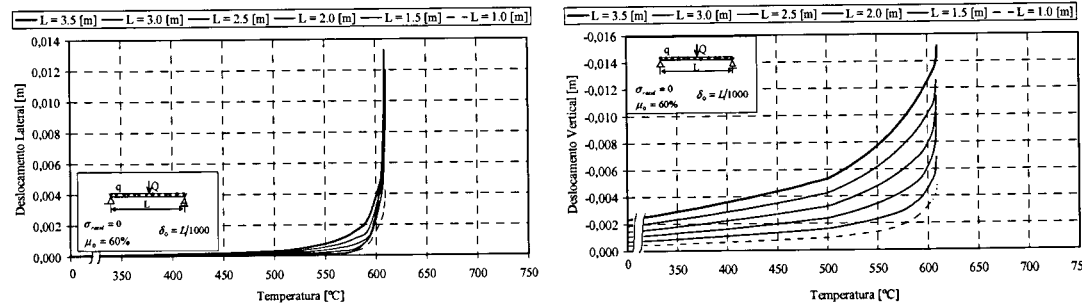 L = 3.5 [m] L = 3.0 [m] L = 2.5 [m] L = 2.0 [m] L = 1.5 [m] L = 1.0 [m]
0,014
0,012
0,010
0,008
0,006
0,004
0,002
0,000
Deslocamento Lateral [m]
q Q
L
σ = 0
δ₀ = L/1000
μ₀ = 60%
0 350 400 450 500 550 600 650 700 750
Temperatura [ºC]
L = 3.5 [m] L = 3.0 [m] L = 2.5 [m] L = 2.0 [m] L = 1.5 [m] L = 1.0 [m]
-0,016
-0,014
-0,012
-0,010
-0,008
-0,006
-0,004
-0,002
0,000
Deslocamento Vertical [m]
q Q
L
σ = 0
δ₀ = L/1000
μ₀ = 60%
0 350 400 450 500 550 600 650 700 75
Temperatura [ºC]